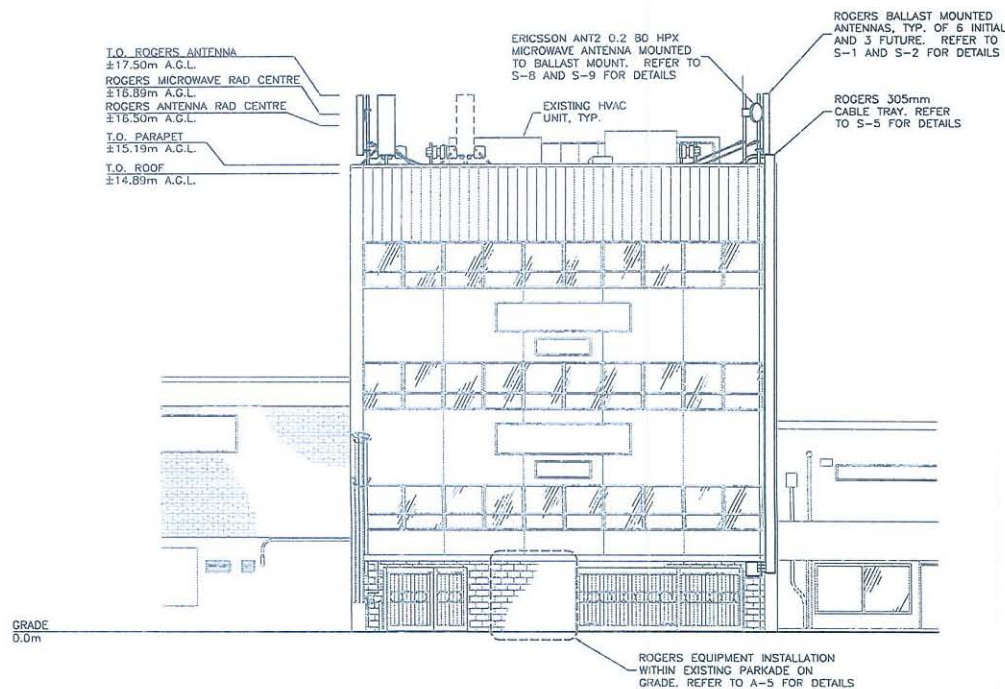 T.O. ROGERS ANTENNA
±17.50m A.G.L.
ROGERS MICROWAVE RAD CENTRE
±16.89m A.G.L.
ROGERS ANTENNA RAD CENTRE
±16.50m A.G.L.
T.O. PARAPET
±15.19m A.G.L.
T.O. ROOF
±14.89m A.G.L.
ERICSSON ANT2 0.2 80 HPX
MICROWAVE ANTENNA MOUNTED
TO BALLAST MOUNT. REFER TO
S-8 AND S-9 FOR DETAILS
EXISTING HVAC
UNIT, TYP.
ROGERS BALLAST MOUNTED
ANTENNAS, TYP. OF 6 INITIAL
AND 3 FUTURE. REFER TO
S-1 AND S-2 FOR DETAILS
ROGERS 305mm
CABLE TRAY. REFER
TO S-5 FOR DETAILS
GRADE
0.0m
ROGERS EQUIPMENT INSTALLATION
WITHIN EXISTING PARKADE ON
GRADE. REFER TO A-5 FOR DETAILS